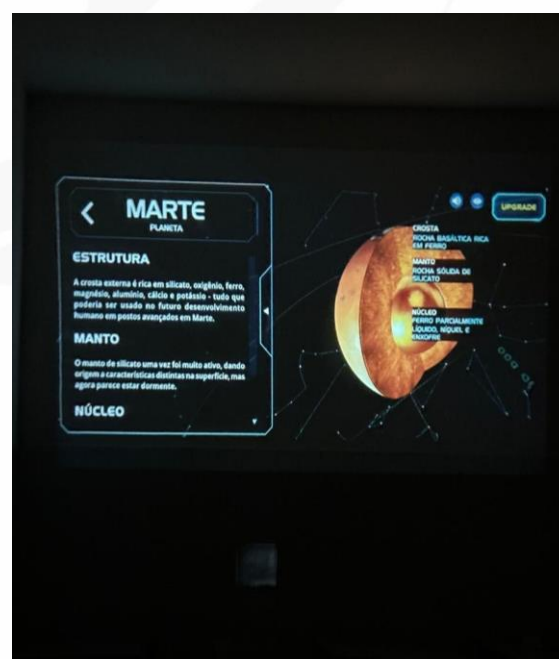 MARTE
PLANETA
ESTRUTURA
A crosta externa é rica em silicato, oxigênio, ferro,
magnésio, alumínio, cálcio e potássio - tudo que
poderia ser usado no futuro desenvolvimento
humano em postos avançados em Marte.
MANTO
O manto de silicato uma vez foi muito ativo, dando
origem a características distintas na superfície, mas
agora parece estar dormente.
NÚCLEO
UPGRADE
CROSTA
ROCHA BASÁLTICA RICA
EM FERRO
MANTO
ROCHA SÓLIDA DE
SILICATO
NÚCLEO
FERRO PARCIALMENTE
LÍQUIDO, NÍQUEL E
ENXOFRE